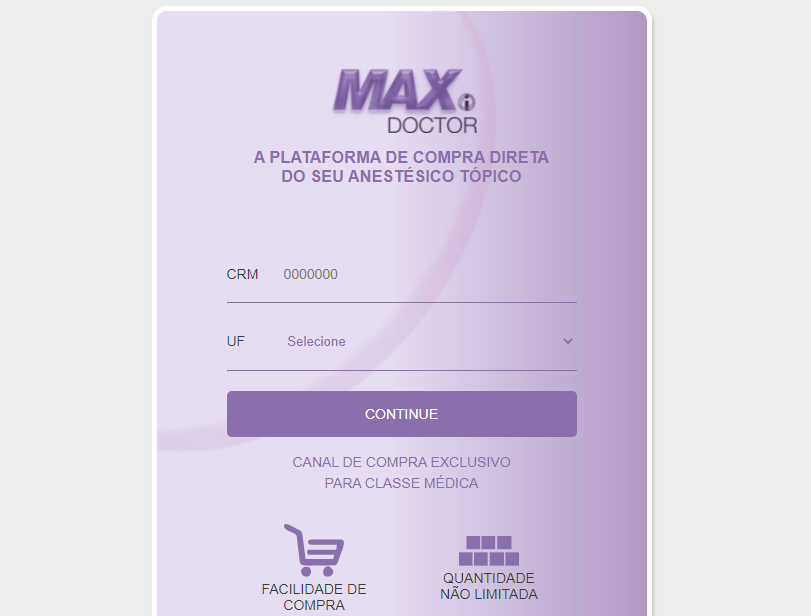 MAXi
DOCTOR
A PLATAFORMA DE COMPRA DIRETA
DO SEU ANESTÉSICO TÓPICO
CRM 0000000
UF Selecione
CONTINUE
CANAL DE COMPRA EXCLUSIVO
PARA CLASSE MÉDICA
FACILIDADE DE
COMPRA
QUANTIDADE
NÃO LIMITADA